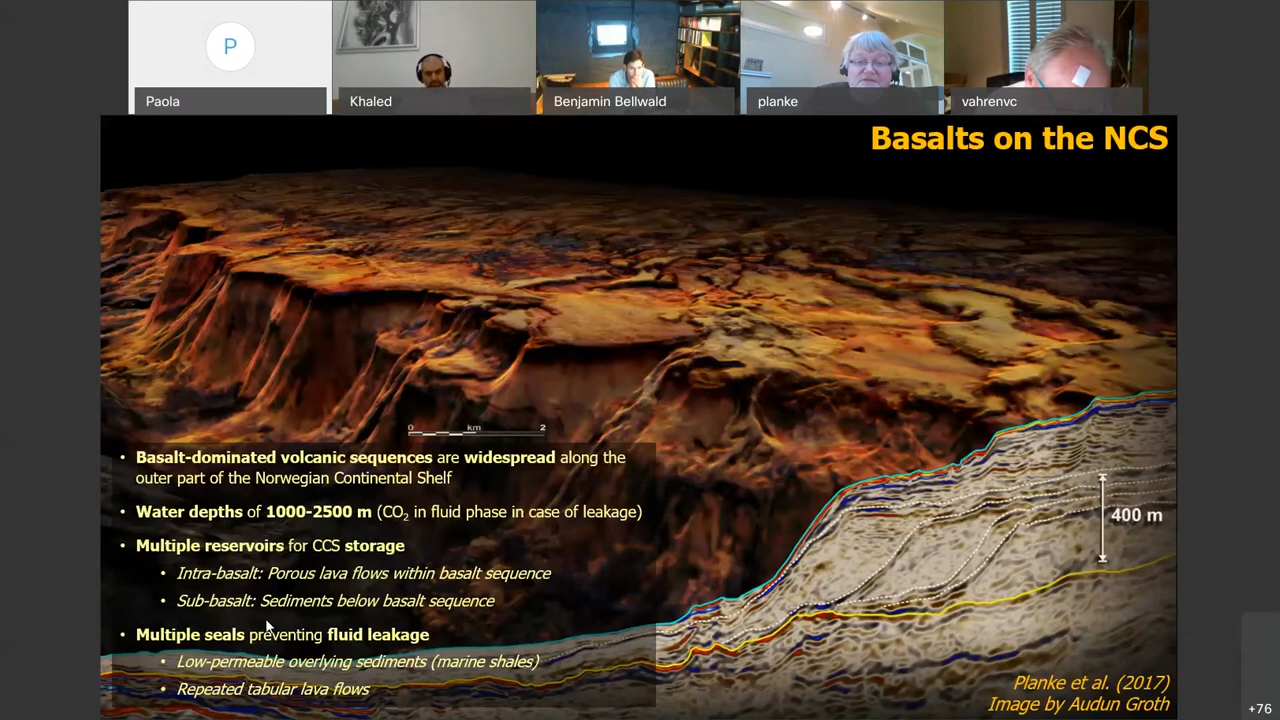 P
Paola
Khaled
Benjamin Bellwald
planke
vahrenvc
Basalts on the NCS
0 km 2
• Basalt-dominated volcanic sequences are widespread along the
outer part of the Norwegian Continental Shelf
• Water depths of 1000-2500 m (CO₂ in fluid phase in case of leakage)
• Multiple reservoirs for CCS storage
• Intra-basalt: Porous lava flows within basalt sequence
• Sub-basalt: Sediments below basalt sequence
• Multiple seals preventing fluid leakage
• Low-permeable overlying sediments (marine shales)
• Repeated tabular lava flows
400 m
Planke et al. (2017)
Image by Audun Groth
+76